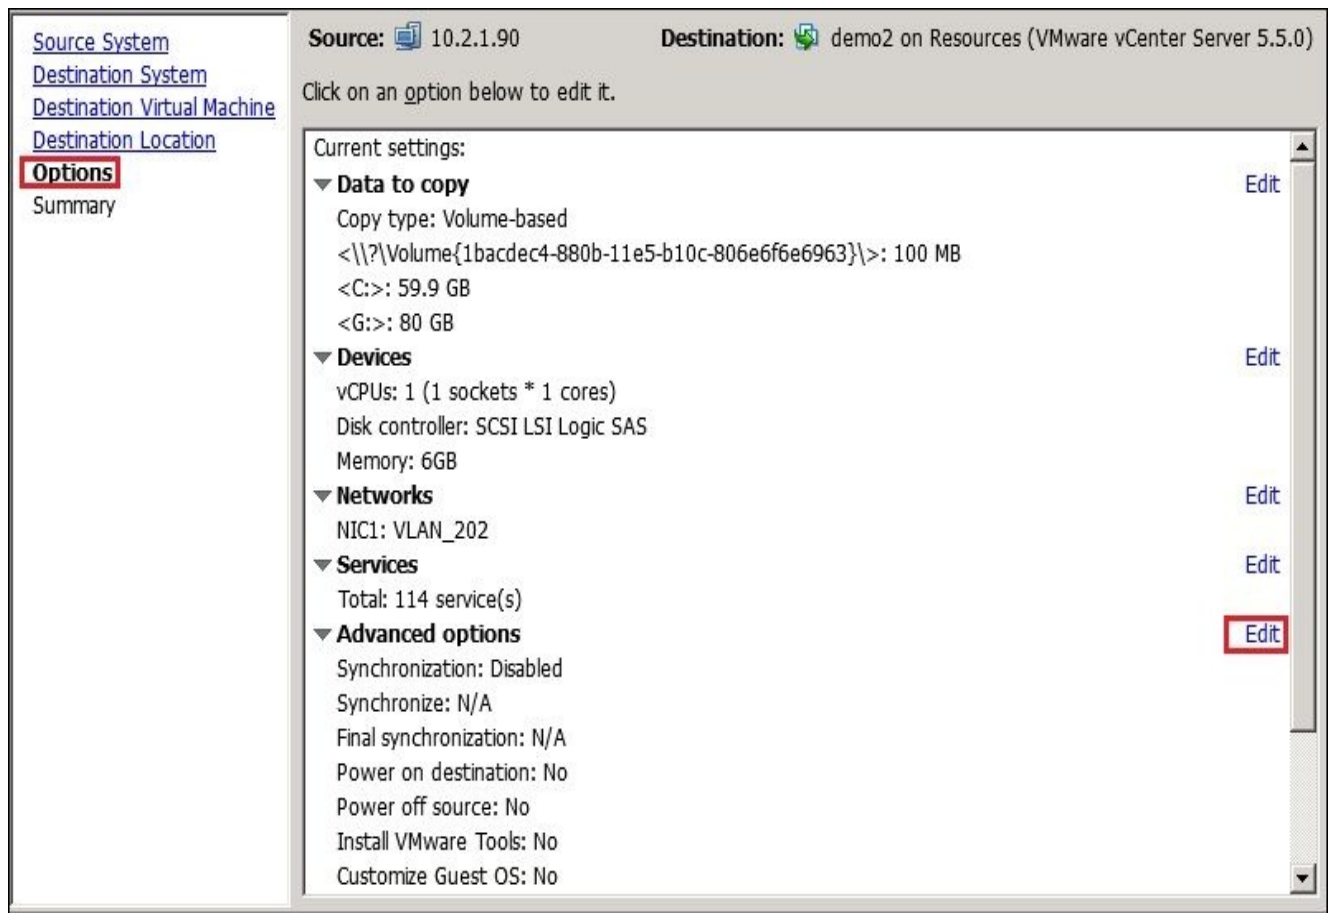 Source System
Destination System
Destination Virtual Machine
Destination Location
Options
Summary
Source: 10.2.1.90 Destination: demo2 on Resources (VMware vCenter Server 5.5.0)
Click on an option below to edit it.
Current settings:
Data to copy Edit
Copy type: Volume-based
<\\?\Volume{1bacdec4-880b-11e5-b10c-806e6f6e6963}\>: 100 MB
<C:>: 59.9 GB
<G:>: 80 GB
Devices Edit
vCPUs: 1 (1 sockets * 1 cores)
Disk controller: SCSI LSI Logic SAS
Memory: 6GB
Networks Edit
NIC1: VLAN_202
Services Edit
Total: 114 service(s)
Advanced options Edit
Synchronization: Disabled
Synchronize: N/A
Final synchronization: N/A
Power on destination: No
Power off source: No
Install VMware Tools: No
Customize Guest OS: No